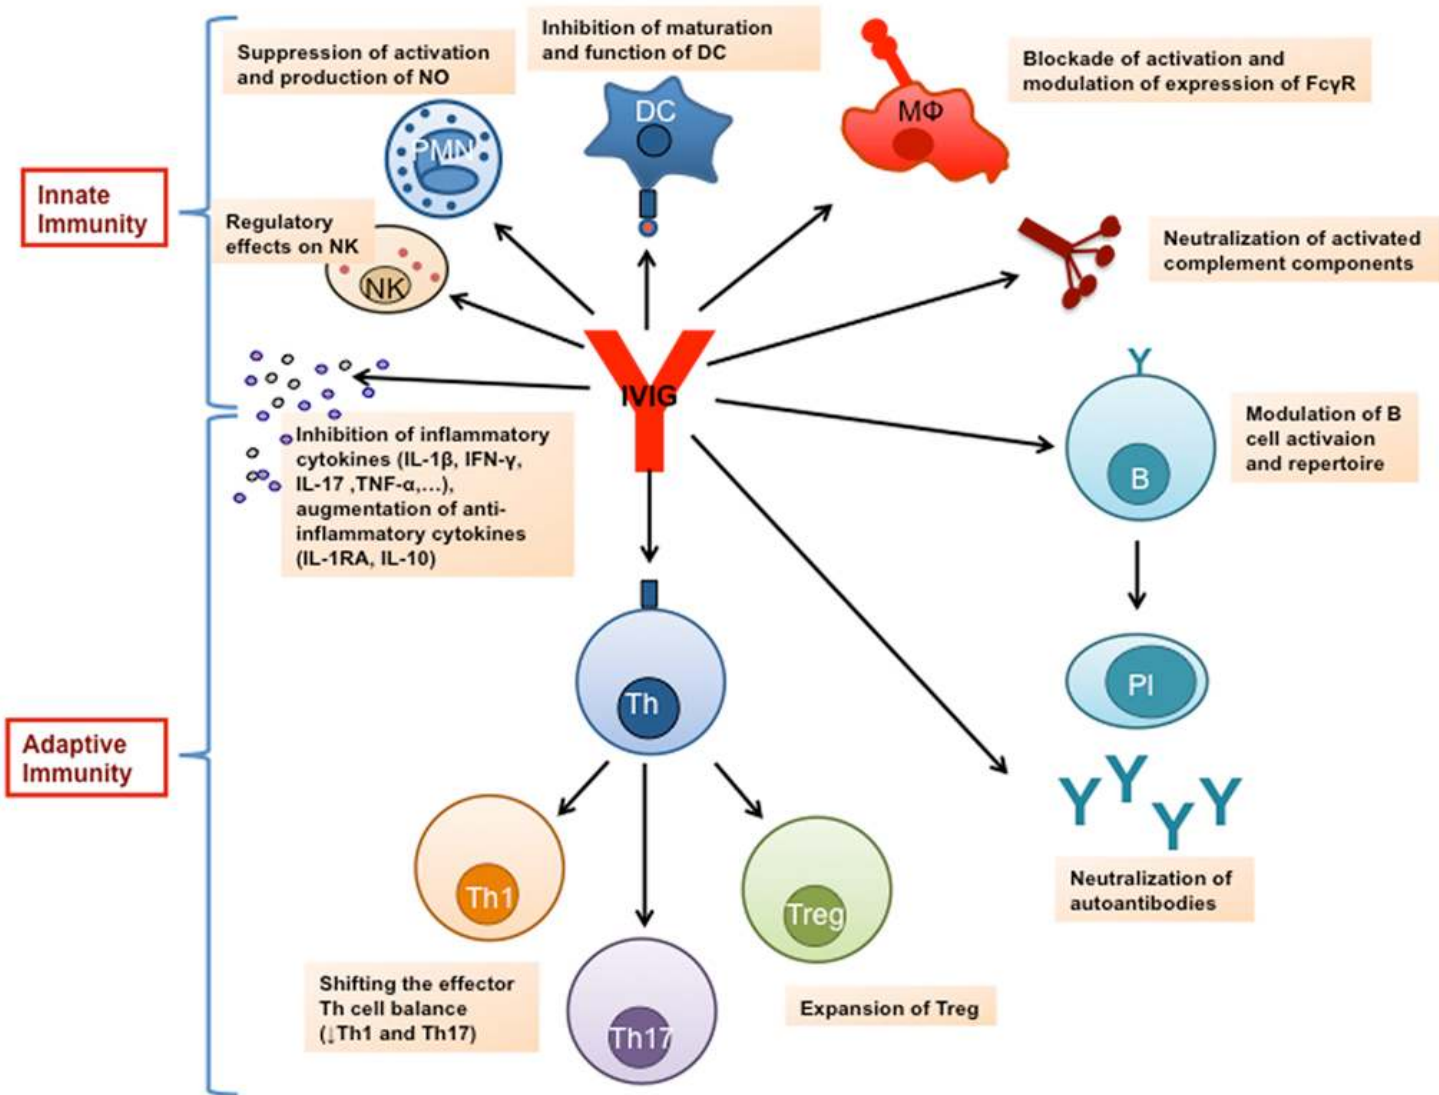 Inhibition of maturation
and function of DC
Suppression of activation
and production of NO
Blockade of activation and
modulation of expression of FcγR
DC
MΦ
PMN
Innate
Immunity
Regulatory
effects on NK
NK
Neutralization of activated
complement components
IVIG
Inhibition of inflammatory
cytokines (IL-1β, IFN-γ,
IL-17 ,TNF-α,...),
augmentation of anti-
inflammatory cytokines
(IL-1RA, IL-10)
B
Modulation of B
cell activaion
and repertoire
Th
Pl
Adaptive
Immunity
Y Y Y Y
Neutralization of
autoantibodies
Th1
Treg
Th17
Shifting the effector
Th cell balance
(↓Th1 and Th17)
Expansion of Treg